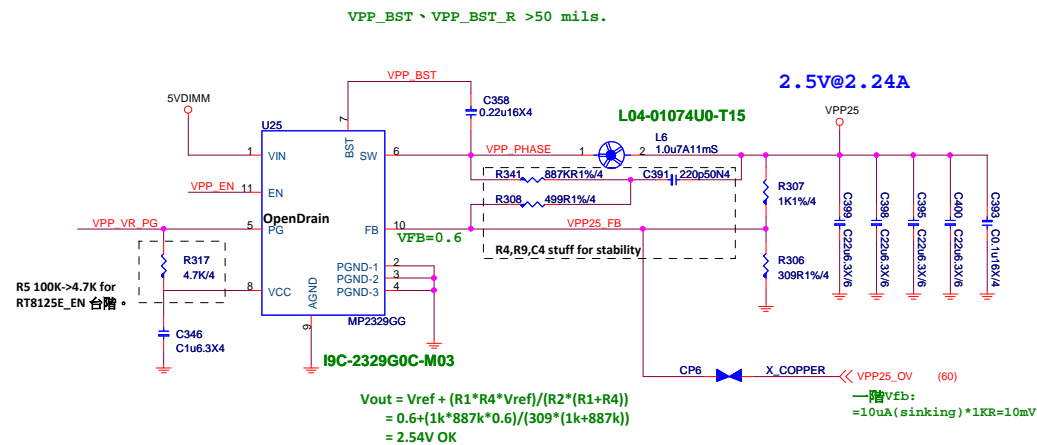 VPP_BST、VPP_BST_R >50 mils.
VPP_BST
2.5V@2.24A
5VDIMM
C358
0.22u16X4
L04-01074U0-T15
VPP25
U25
7
L6
1.0u7A11mS
1
VIN
BST
SW
6
VPP_PHASE
1
2
R341
887KR1%/4
C391
220p50N4
VPP_EN
11
EN
R308
499R1%/4
R307
1K1%/4
OpenDrain
VPP_VR_PG
5
PG
FB
10
VPP25_FB
VFB=0.6
R4,R9,C4 stuff for stability
C399
C22u6.3X/6
C398
C22u6.3X/6
C395
C22u6.3X/6
C400
C22u6.3X/6
C393
C0.1u16X/4
R317
4.7K/4
PGND-1
2
PGND-2
3
PGND-3
4
R306
309R1%/4
R5 100K->4.7K for
RT8125E_EN 台階。
8
VCC
AGND
9
MP2329GG
C346
C1u6.3X4
I9C-2329G0C-M03
CP6
X_COPPER
VPP25_OV
(60)
一階Vfb:
=10uA(sinking)*1KR=10mV
Vout = Vref + (R1*R4*Vref)/(R2*(R1+R4))
= 0.6+(1k*887k*0.6)/(309*(1k+887k))
= 2.54V OK